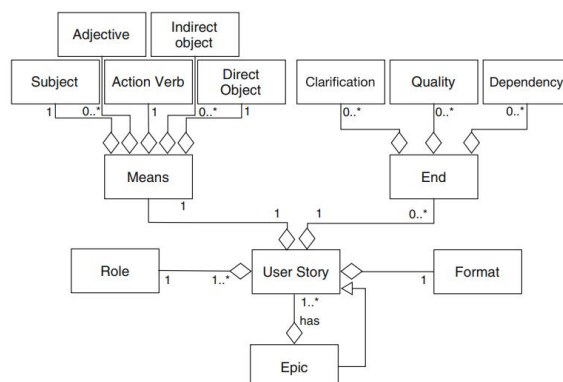 Adjective
Indirect
object
Subject
Action Verb
Direct
Object
Clarification
Quality
Dependency
1
0..*
1
0..*
1
0..*
0..*
0..*
Means
End
1
1
1
0..*
Role
User Story
Format
1
1..*
1
1..*
has
Epic